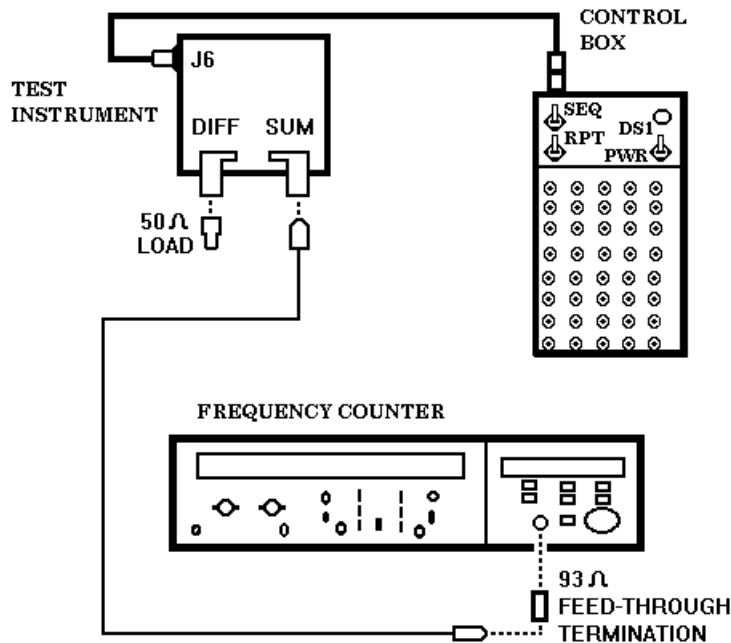 CONTROL
BOX
J6
TEST
INSTRUMENT
DIFF SUM
SEQ
RPT
DS1
PWR
50Ω
LOAD
FREQUENCY COUNTER
93Ω
FEED-THROUGH
TERMINATION